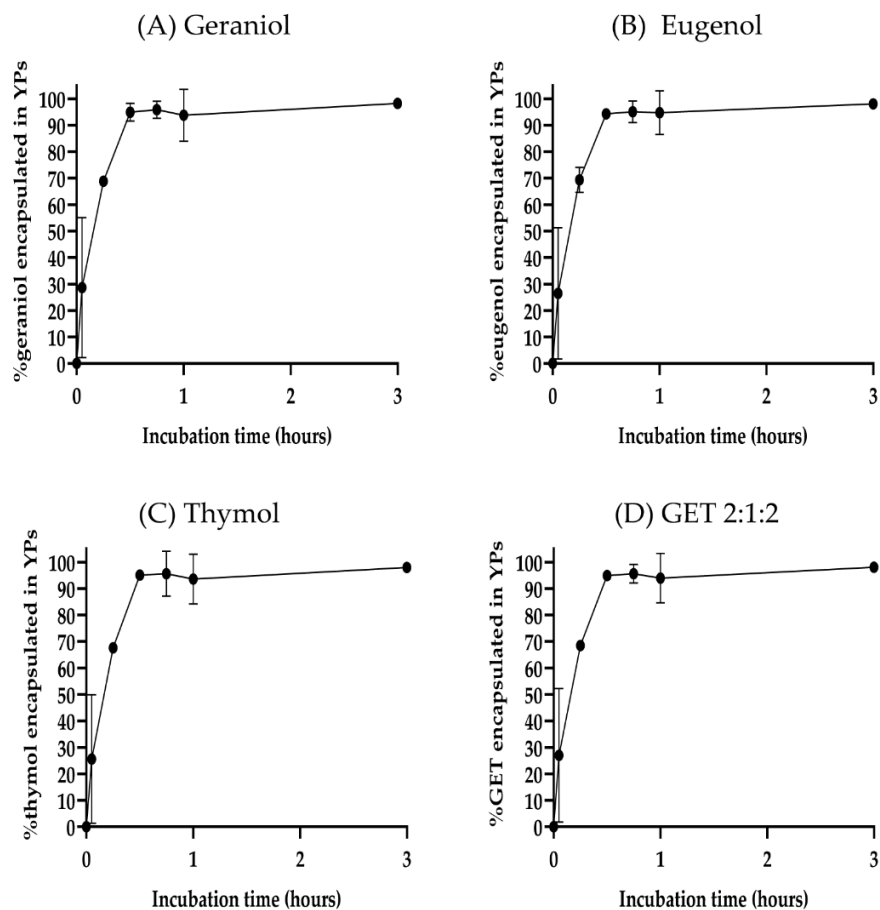 (A) Geraniol
%geraniol encapsulated in YPs
100
90
80
70
60
50
40
30
20
10
0
0 1 2 3
Incubation time (hours)
(B) Eugenol
%eugenol encapsulated in YPs
100
90
80
70
60
50
40
30
20
10
0
0 1 2 3
Incubation time (hours)
(C) Thymol
%thymol encapsulated in YPs
100
90
80
70
60
50
40
30
20
10
0
0 1 2 3
Incubation time (hours)
(D) GET 2:1:2
%GET encapsulated in YPs
100
90
80
70
60
50
40
30
20
10
0
0 1 2 3
Incubation time (hours)